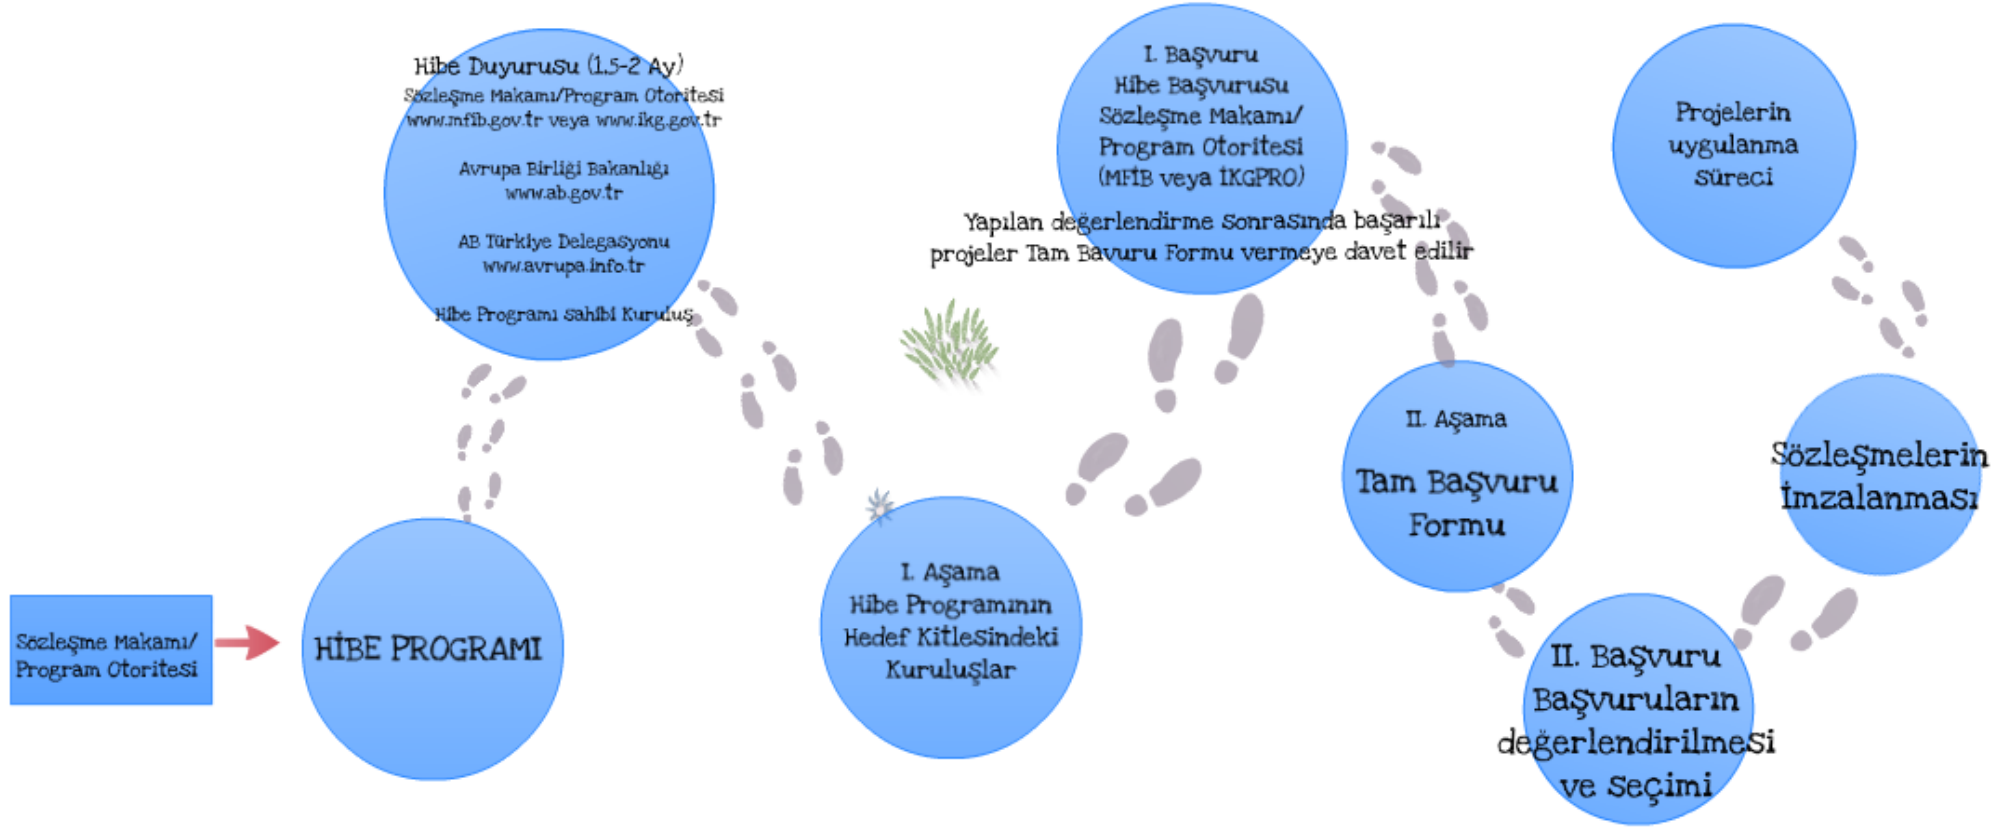 Sözleşme Makamı/
Program Otoritesi
HİBE PROGRAMI
Hibe Duyurusu (1.5-2 Ay)
Sözleşme Makamı/Program Otoritesi
www.mfib.gov.tr veya www.ikg.gov.tr
Avrupa Birliği Bakanlığı
www.ab.gov.tr
AB Türkiye Delegasyonu
www.avrupa.info.tr
Hibe Programı sahibi Kuruluş
I. Aşama
Hibe Programının
Hedef Kitlesindeki
Kuruluşlar
I. Başvuru
Hibe Başvurusu
Sözleşme Makamı/
Program Otoritesi
(MFİB veya İKGPRO)
Yapılan değerlendirme sonrasında başarılı
projeler Tam Bavuru Formu vermeye davet edilir
II. Aşama
Tam Başvuru
Formu
II. Başvuru
Başvuruların
değerlendirilmesi
ve seçimi
Sözleşmelerin
İmzalanması
Projelerin
uygulanma
süreci